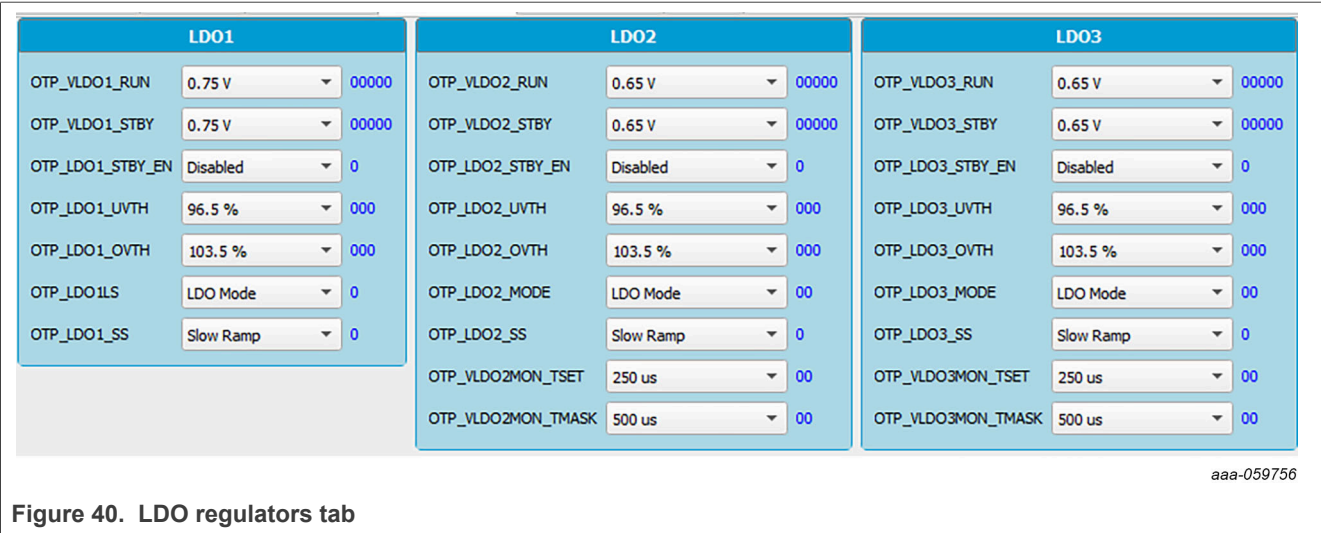 LDO1
OTP_VLDO1_RUN 0.75 V 00000
OTP_VLDO1_STBY 0.75 V 00000
OTP_LDO1_STBY_EN Disabled 0
OTP_LDO1_UVTH 96.5 % 000
OTP_LDO1_OVTH 103.5 % 000
OTP_LDO1LS LDO Mode 0
OTP_LDO1_SS Slow Ramp 0
LDO2
OTP_VLDO2_RUN 0.65 V 00000
OTP_VLDO2_STBY 0.65 V 00000
OTP_LDO2_STBY_EN Disabled 0
OTP_LDO2_UVTH 96.5 % 000
OTP_LDO2_OVTH 103.5 % 000
OTP_LDO2_MODE LDO Mode 00
OTP_LDO2_SS Slow Ramp 0
OTP_VLDO2MON_TSET 250 us 00
OTP_VLDO2MON_TMASK 500 us 00
LDO3
OTP_VLDO3_RUN 0.65 V 00000
OTP_VLDO3_STBY 0.65 V 00000
OTP_LDO3_STBY_EN Disabled 0
OTP_LDO3_UVTH 96.5 % 000
OTP_LDO3_OVTH 103.5 % 000
OTP_LDO3_MODE LDO Mode 00
OTP_LDO3_SS Slow Ramp 0
OTP_VLDO3MON_TSET 250 us 00
OTP_VLDO3MON_TMASK 500 us 00
aaa-059756
Figure 40. LDO regulators tab